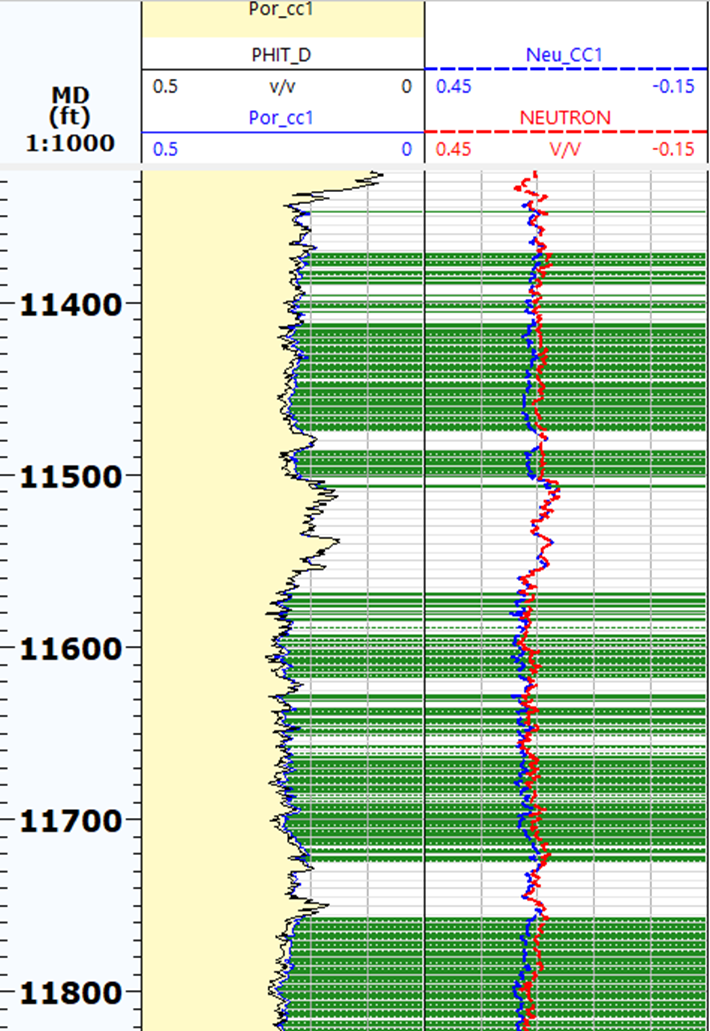 Por_cc1
PHIT_D
0.5 v/v 0
Por_cc1
0.5 0
Neu_CC1
0.45 -0.15
NEUTRON
0.45 V/V -0.15
MD
(ft)
1:1000
11400
11500
11600
11700
11800